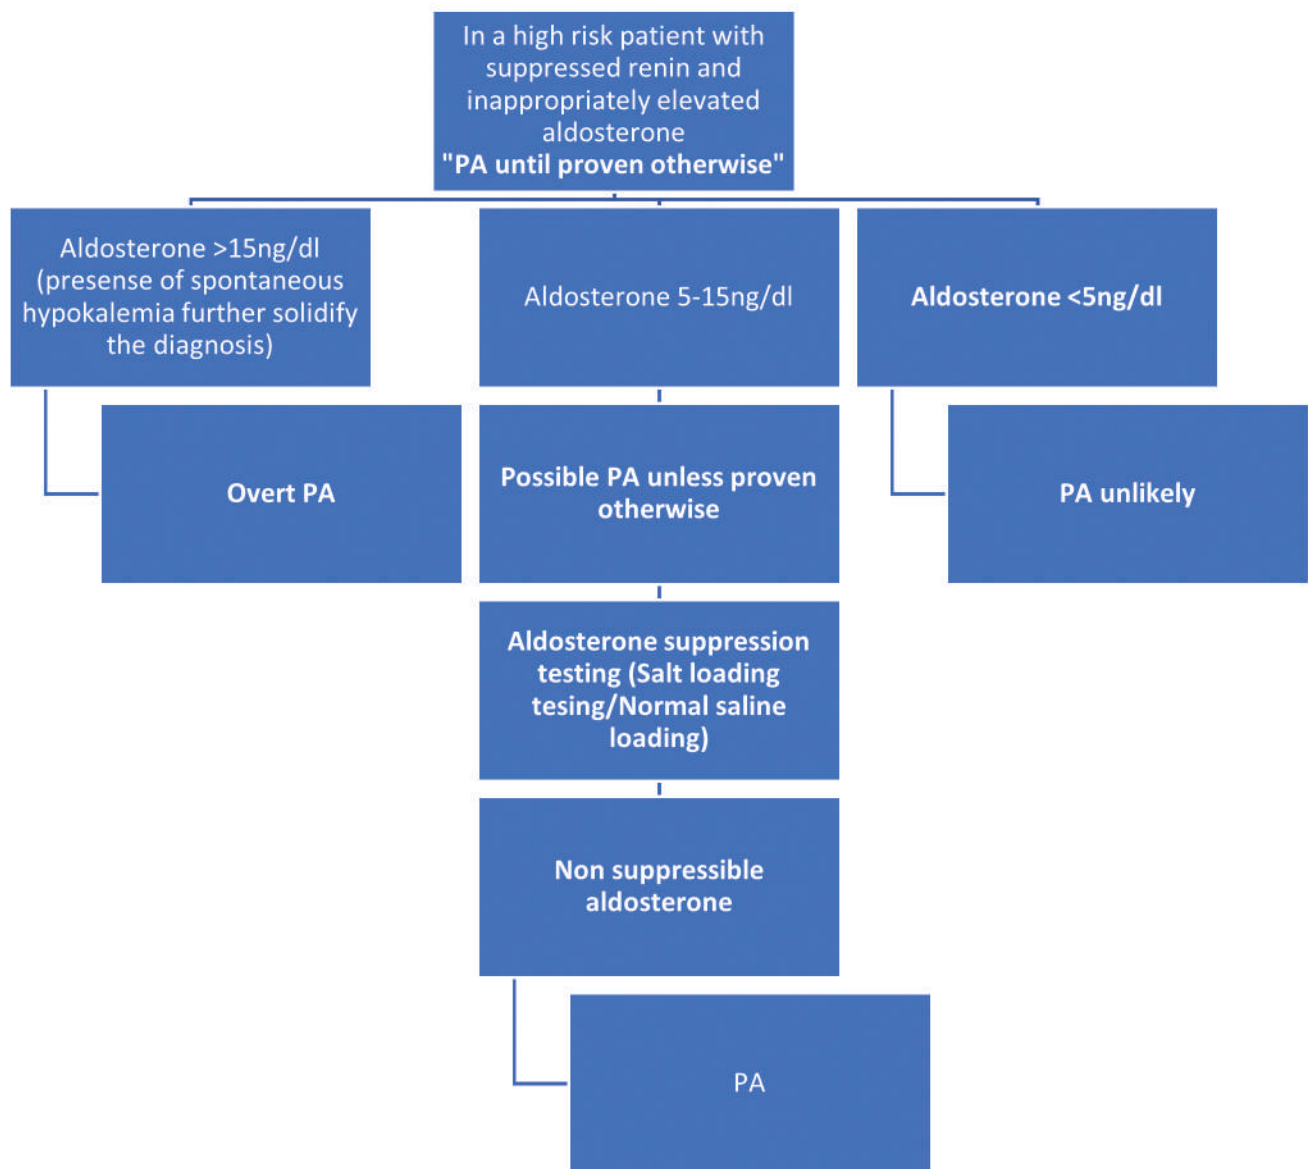 In a high risk patient with
suppressed renin and
inappropriately elevated
aldosterone
"PA until proven otherwise"
Aldosterone >15ng/dl
(presense of spontaneous
hypokalemia further solidify
the diagnosis)
Aldosterone 5-15ng/dl
Aldosterone <5ng/dl
Overt PA
Possible PA unless proven
otherwise
PA unlikely
Aldosterone suppression
testing (Salt loading
tesing/Normal saline
loading)
Non suppressible
aldosterone
PA